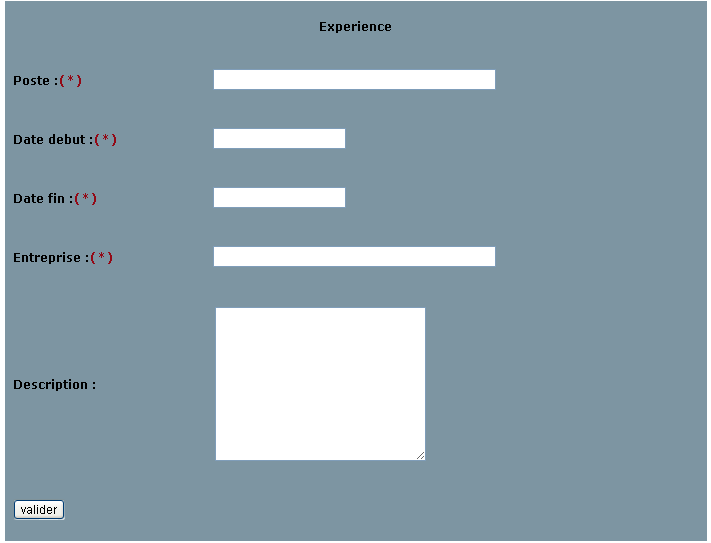 Experience
Poste :(*)
Date debut :(*)
Date fin :(*)
Entreprise :(*)
Description :
valider